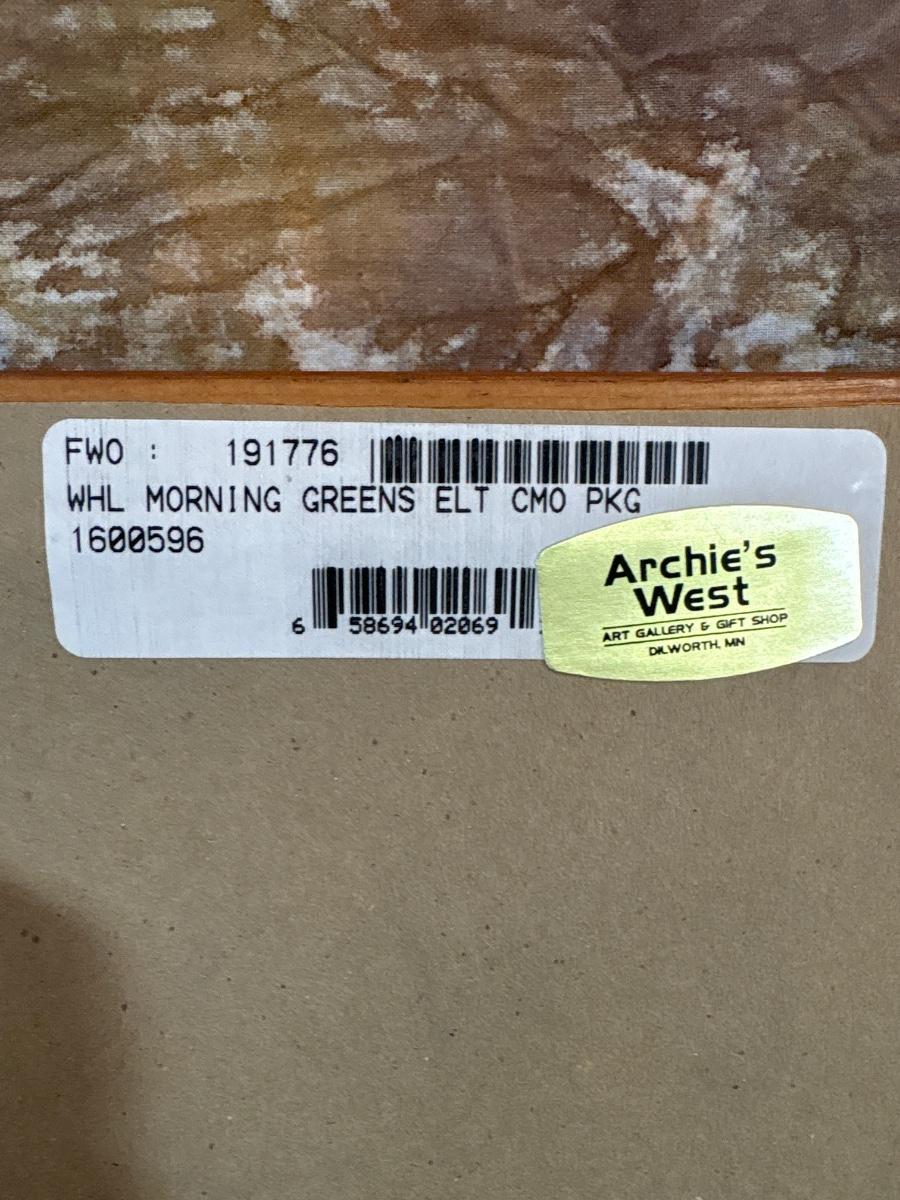 FWO : 191776
WHL MORNING GREENS ELT CMO PKG
1600596
6 58694 02069
Archie's
West
ART GALLERY & GIFT SHOP
DILWORTH, MN